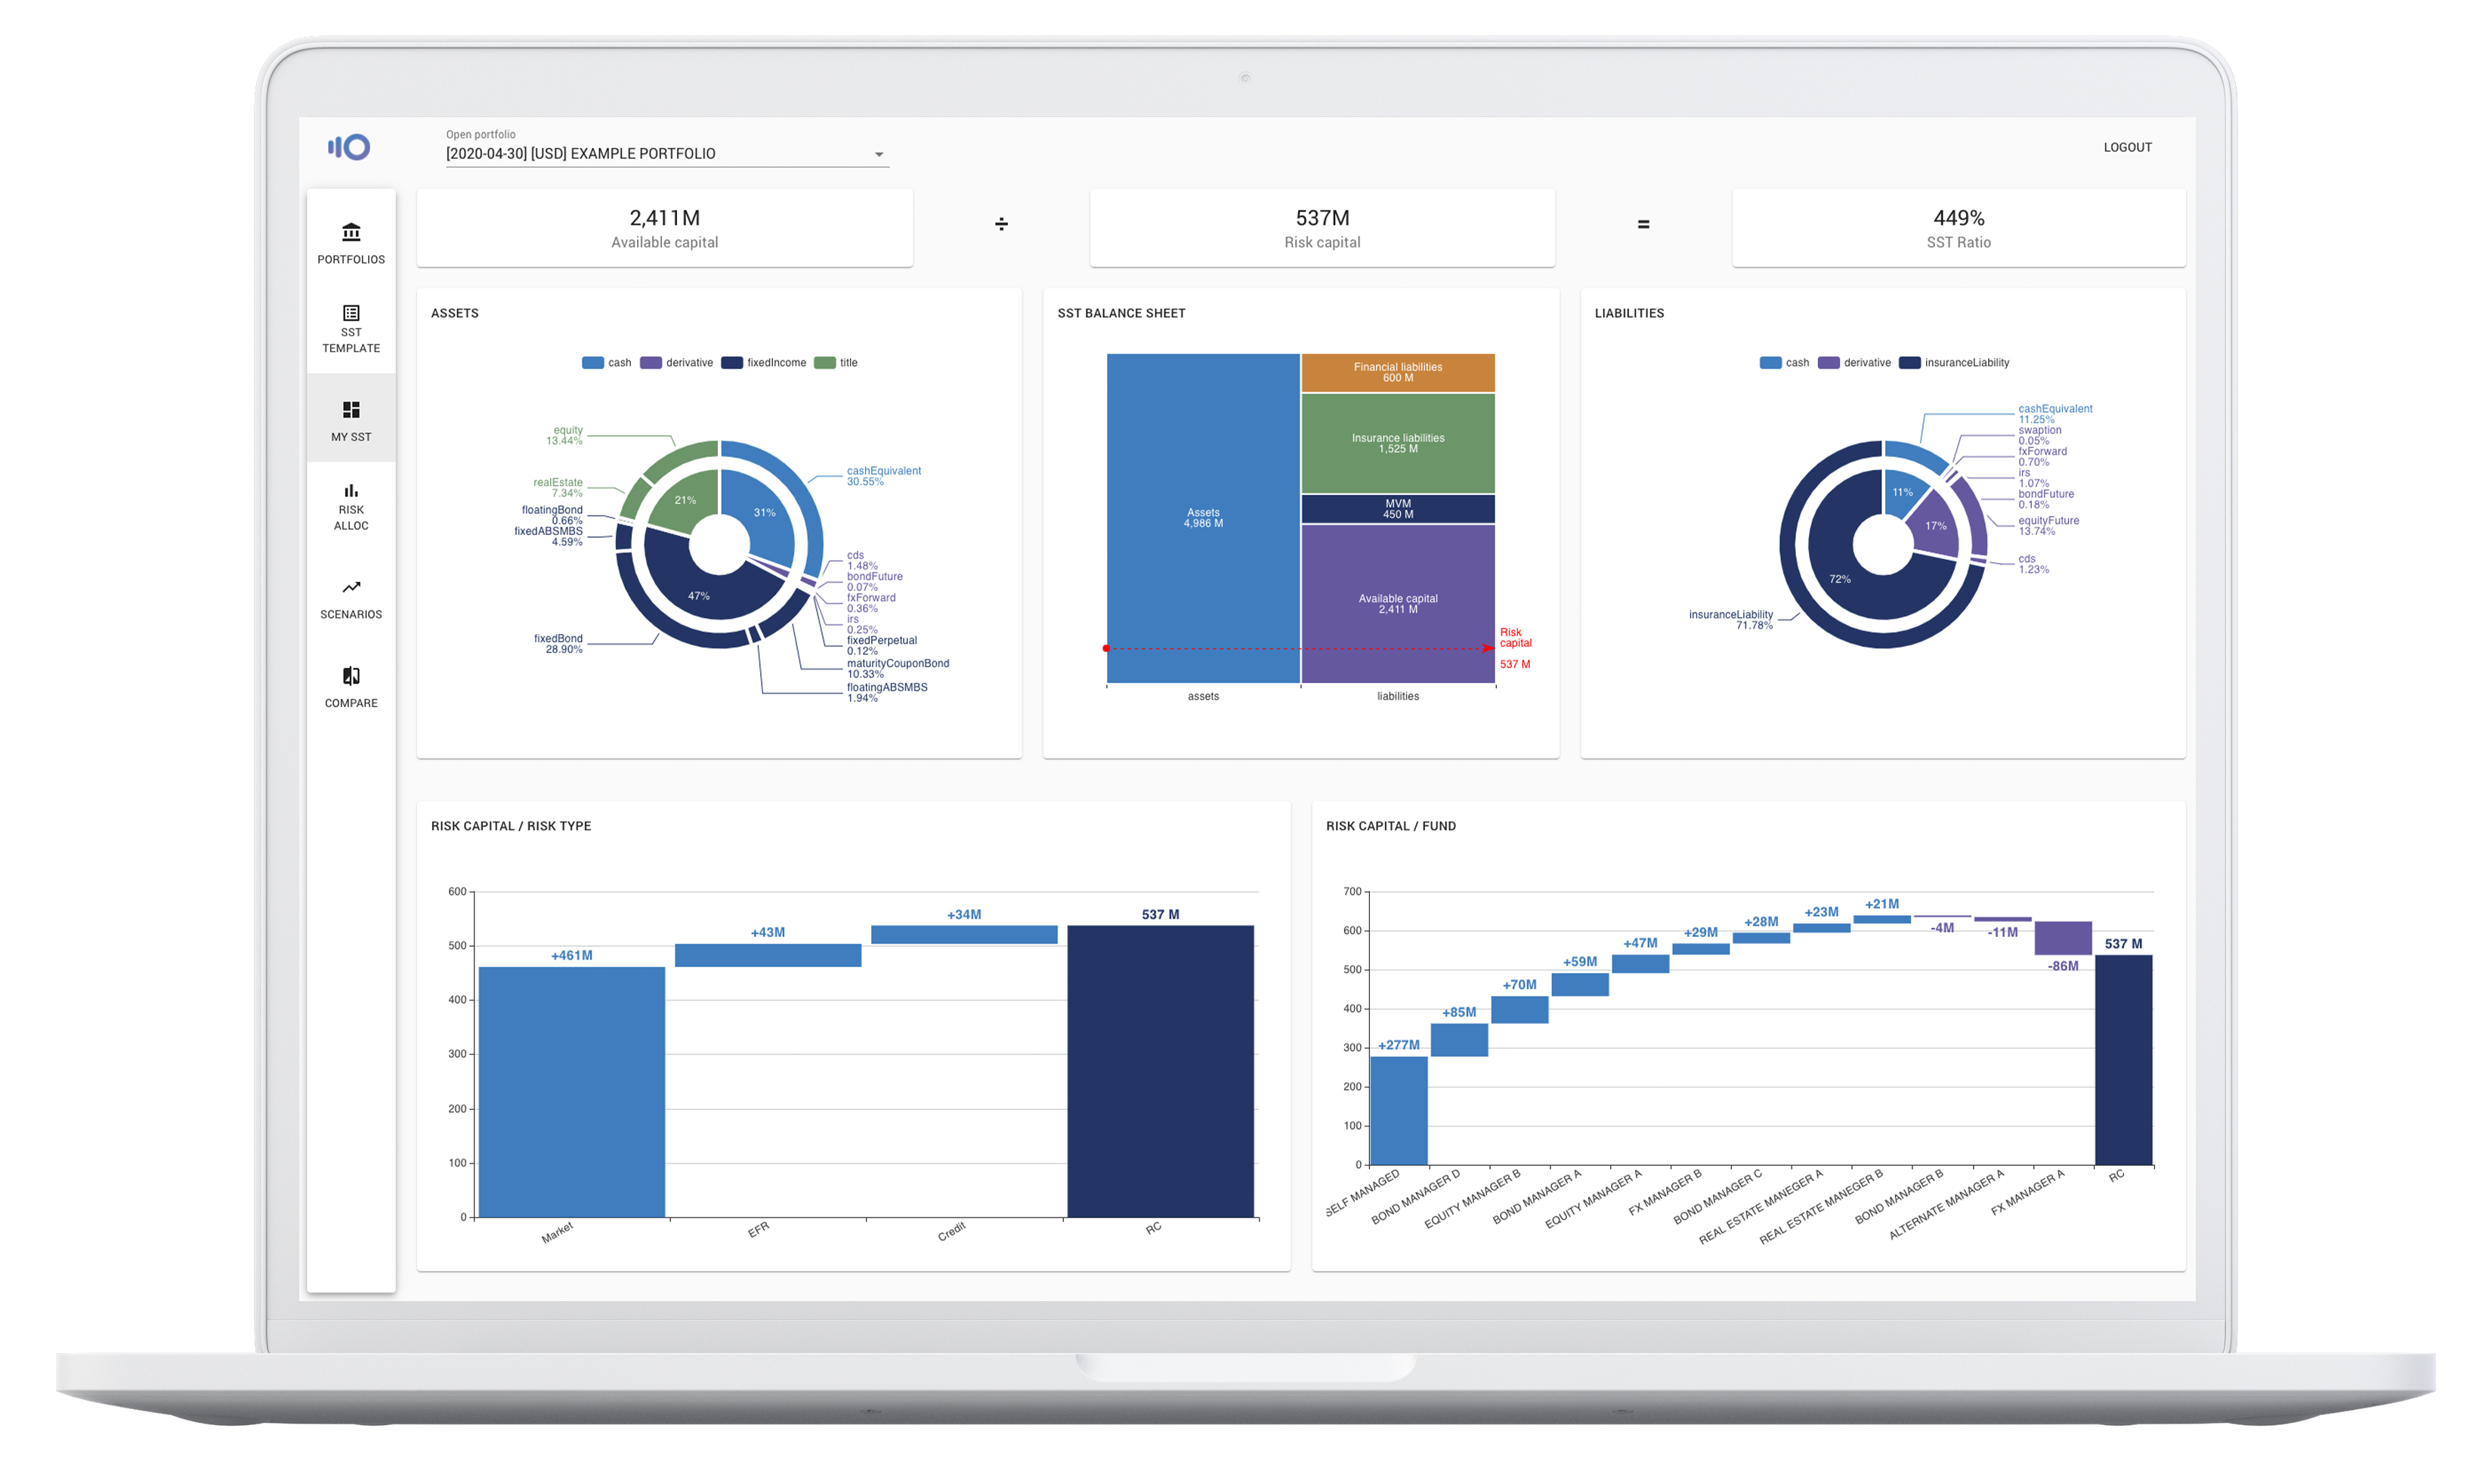 Open portfolio
[2020-04-30] [USD] EXAMPLE PORTFOLIO
LOGOUT
PORTFOLIOS
SST
TEMPLATE
MY SST
RISK
ALLOC
SCENARIOS
COMPARE
2,411M
Available capital
÷
537M
Risk capital
=
449%
SST Ratio
ASSETS
cash derivative fixedIncome title
equity
13.44%
realEstate
7.34%
floatingBond
0.66%
fixedABSMBS
4.59%
fixedBond
28.90%
cashEquivalent
30.55%
cds
1.48%
bondFuture
0.07%
fxForward
0.36%
irs
0.25%
fixedPerpetual
0.12%
maturityCouponBond
10.33%
floatingABSMBS
1.94%
21%
31%
47%
SST BALANCE SHEET
Assets
4,986 M
Financial liabilities
600 M
Insurance liabilities
1,525 M
MVM
450 M
Available capital
2,411 M
Risk
capital
537 M
assets
liabilities
LIABILITIES
cash derivative insuranceLiability
cashEquivalent
11.25%
swaption
0.05%
fxForward
0.70%
irs
1.07%
bondFuture
0.18%
equityFuture
13.74%
cds
1.23%
insuranceLiability
71.78%
11%
17%
72%
RISK CAPITAL / RISK TYPE
600
500
400
300
200
100
0
+461M
+43M
+34M
537 M
Market
EFR
Credit
RC
RISK CAPITAL / FUND
700
600
500
400
300
200
100
0
+277M
+85M
+70M
+59M
+47M
+29M
+28M
+23M
+21M
-4M
-11M
-86M
537 M
SELF MANAGED
BOND MANAGER D
EQUITY MANAGER B
BOND MANAGER A
EQUITY MANAGER A
FX MANAGER B
BOND MANAGER C
REAL ESTATE MANEGER A
REAL ESTATE MANEGER B
BOND MANAGER B
ALTERNATE MANAGER A
FX MANAGER A
RC